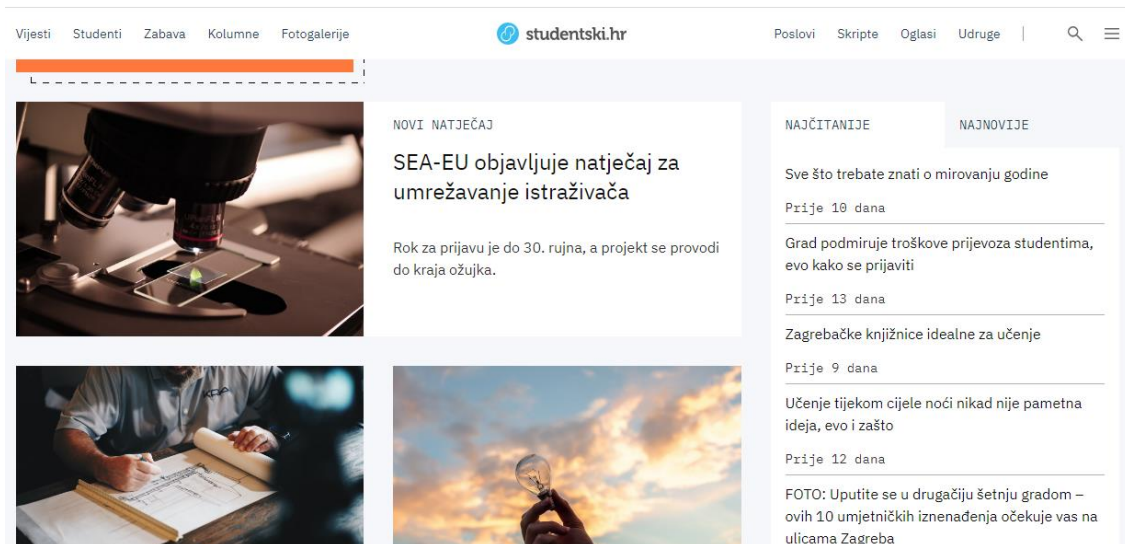 Vijesti Studenti Zabava Kolumne Fotogalerije studentski.hr Poslovi Skripte Oglasi Udruge |
NOVI NATJEČAJ
SEA-EU objavljuje natječaj za
umrežavanje istraživača
Rok za prijavu je do 30. rujna, a projekt se provodi
do kraja ožujka.
NAJČITANIJE NAJNOVIJE
Sve što trebate znati o mirovanju godine
Prije 10 dana
Grad podmiruje troškove prijevoza studentima,
evo kako se prijaviti
Prije 13 dana
Zagrebačke knjižnice idealne za učenje
Prije 9 dana
Učenje tijekom cijele noći nikad nije pametna
ideja, evo i zašto
Prije 12 dana
FOTO: Uputite se u drugačiju šetnju gradom –
ovih 10 umjetničkih iznenađenja očekuje vas na
ulicama Zagreba